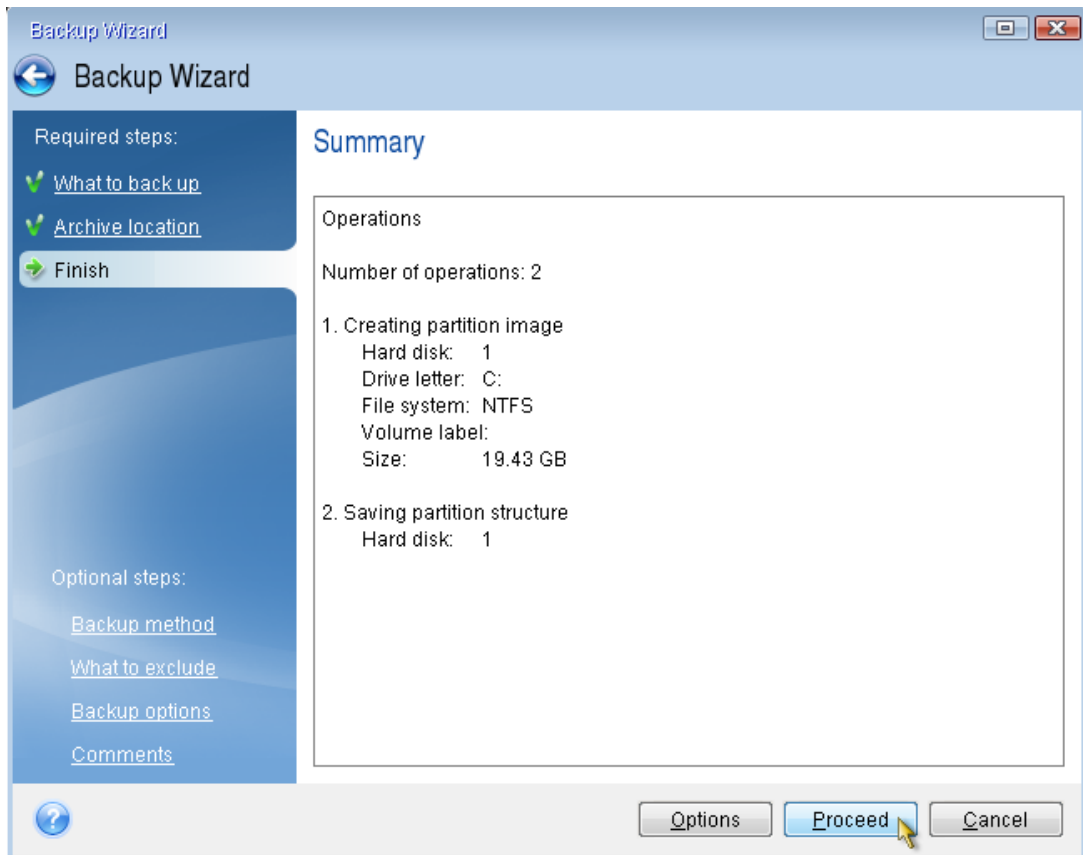 Backup Wizard
Backup Wizard
Required steps:
What to back up
Archive location
Finish
Optional steps:
Backup method
What to exclude
Backup options
Comments
Summary
Operations
Number of operations: 2
1. Creating partition image
Hard disk: 1
Drive letter: C:
File system: NTFS
Volume label:
Size: 19.43 GB
2. Saving partition structure
Hard disk: 1
?
Options
Proceed
Cancel